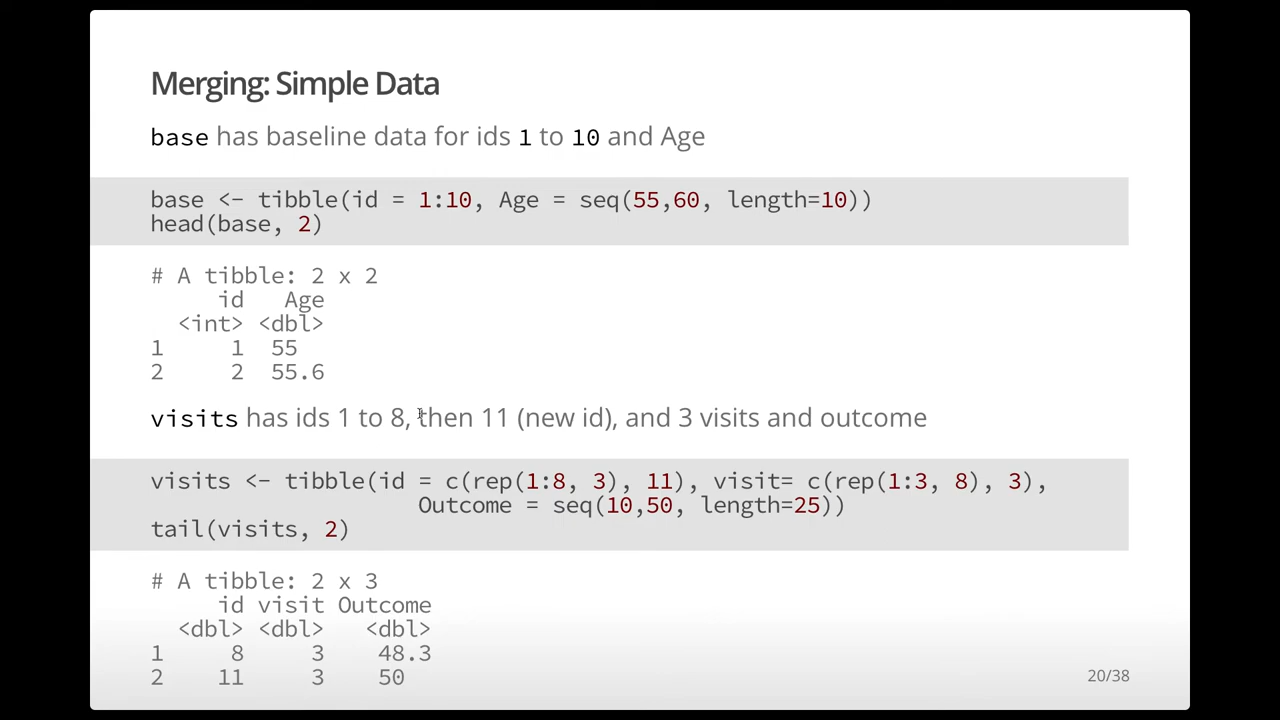 Merging: Simple Data
base has baseline data for ids 1 to 10 and Age
base <- tibble(id = 1:10, Age = seq(55,60, length=10))
head(base, 2)
# A tibble: 2 x 2
id Age
<int> <dbl>
1 1 55
2 2 55.6
visits has ids 1 to 8, then 11 (new id), and 3 visits and outcome
visits <- tibble(id = c(rep(1:8, 3), 11), visit= c(rep(1:3, 8), 3),
Outcome = seq(10,50, length=25))
tail(visits, 2)
# A tibble: 2 x 3
id visit Outcome
<dbl> <dbl> <dbl>
1 8 3 48.3
2 11 3 50
20/38